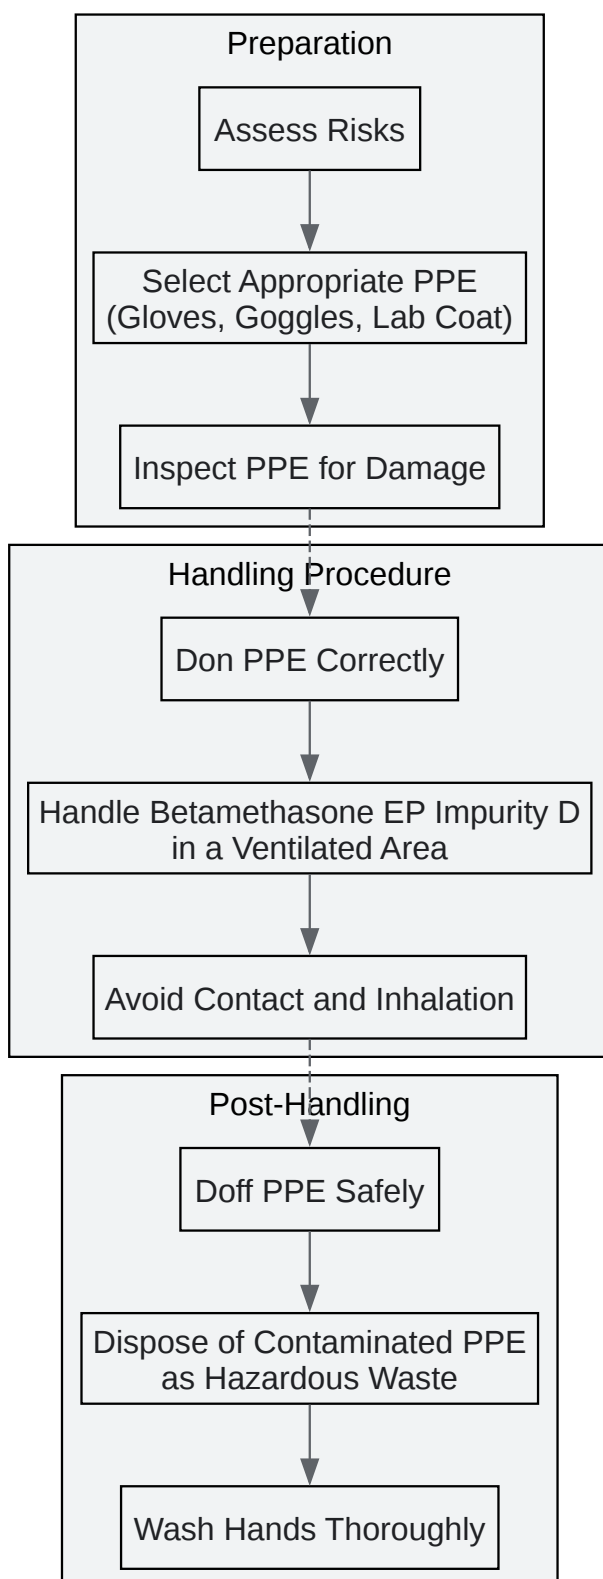 Preparation
Assess Risks
Select Appropriate PPE
(Gloves, Goggles, Lab Coat)
Inspect PPE for Damage
Handling Procedure
Don PPE Correctly
Handle Betamethasone EP Impurity D
in a Ventilated Area
Avoid Contact and Inhalation
Post-Handling
Doff PPE Safely
Dispose of Contaminated PPE
as Hazardous Waste
Wash Hands Thoroughly